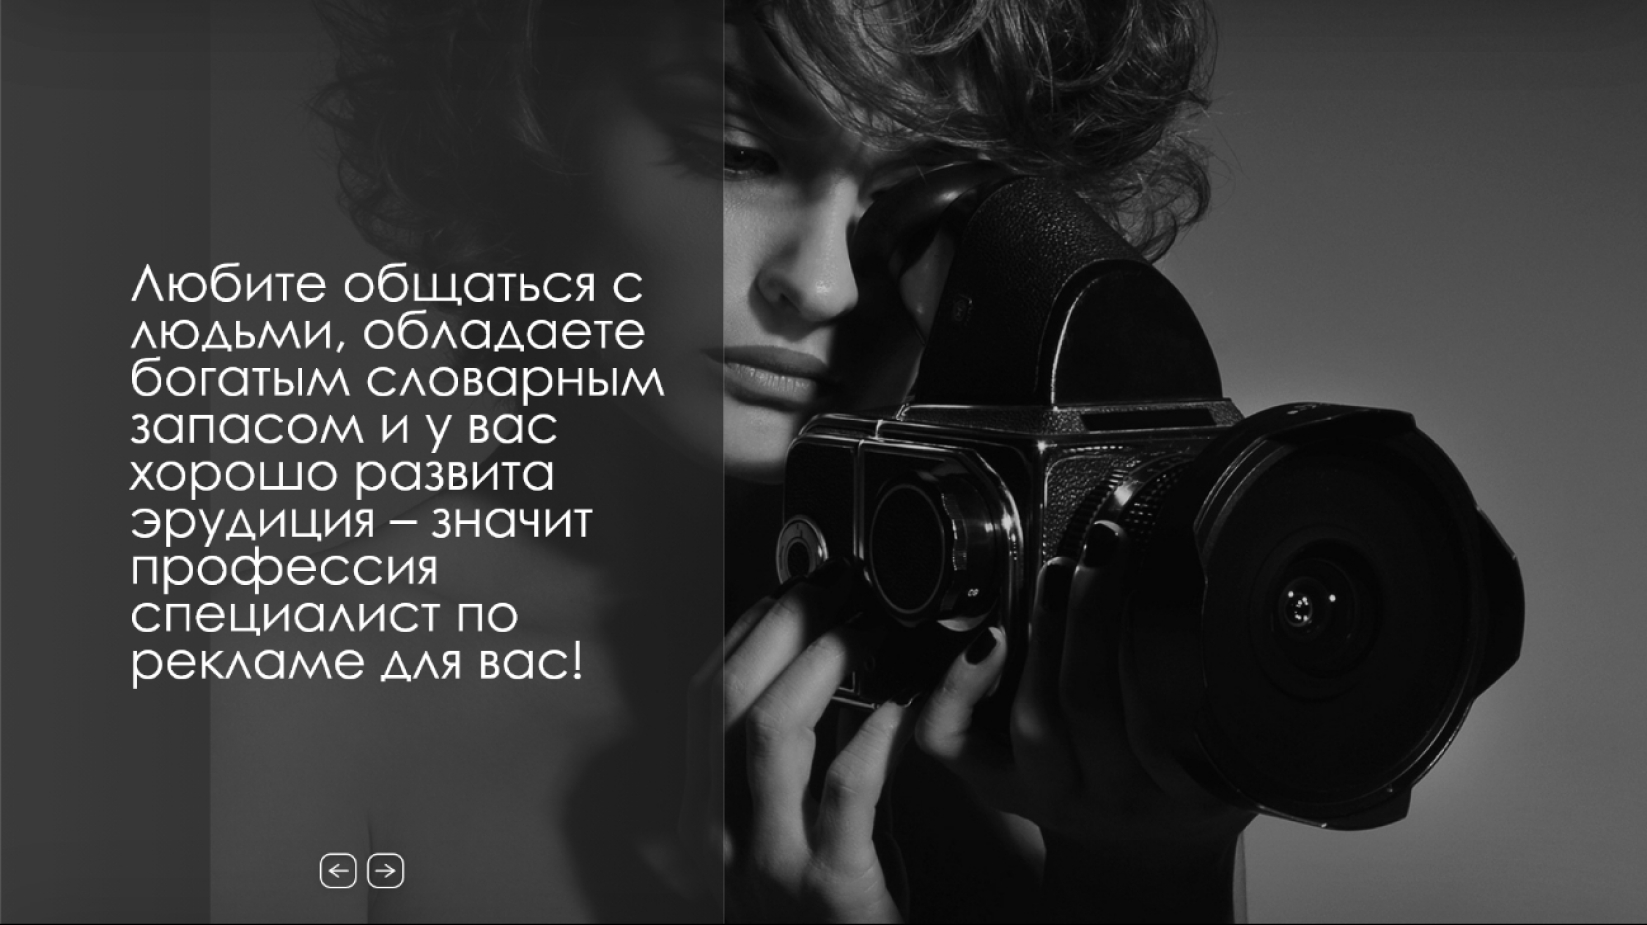 Любите общаться с
людьми, обладаете
богатым словарным
запасом и у вас
хорошо развита
эрудиция – значит
профессия
специалист по
рекламе для вас!